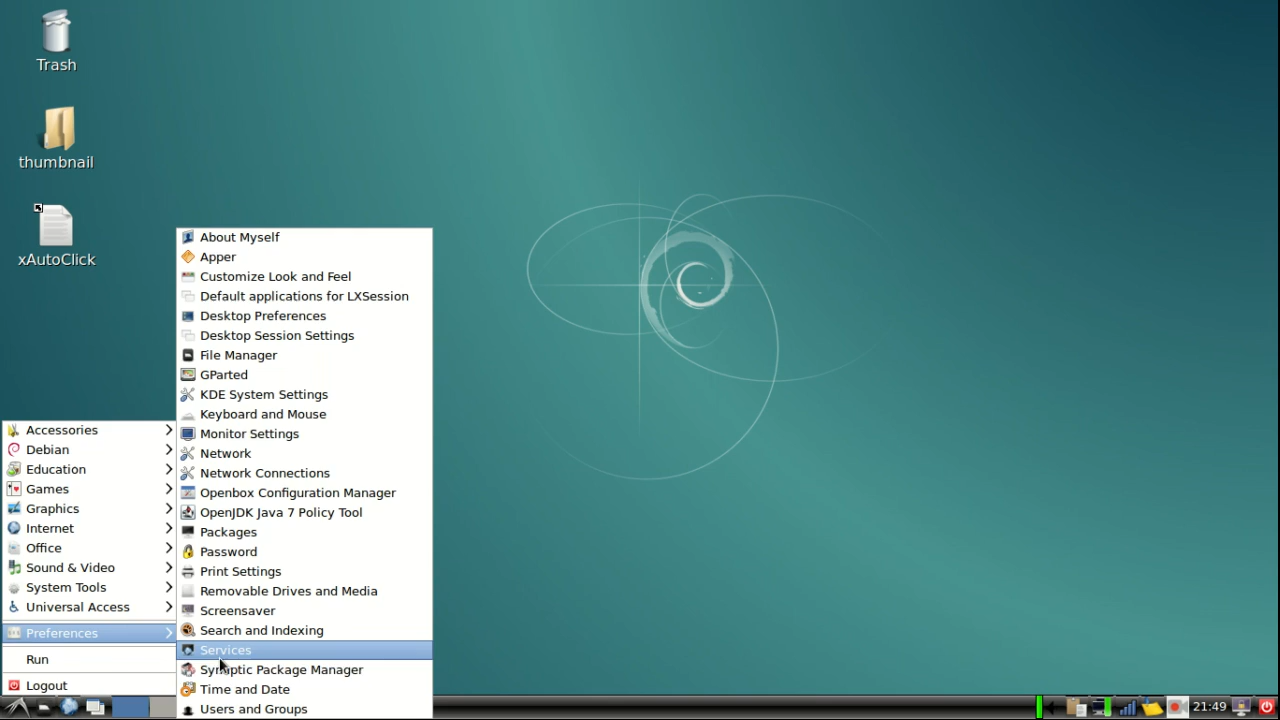 Trash
thumbnail
xAutoClick
About Myself
Apper
Customize Look and Feel
Default applications for LXSession
Desktop Preferences
Desktop Session Settings
File Manager
GParted
KDE System Settings
Keyboard and Mouse
Monitor Settings
Network
Network Connections
Openbox Configuration Manager
OpenJDK Java 7 Policy Tool
Packages
Password
Print Settings
Removable Drives and Media
Screensaver
Search and Indexing
Services
Synaptic Package Manager
Time and Date
Users and Groups
Accessories
Debian
Education
Games
Graphics
Internet
Office
Sound & Video
System Tools
Universal Access
Preferences
Run
Logout
21:49